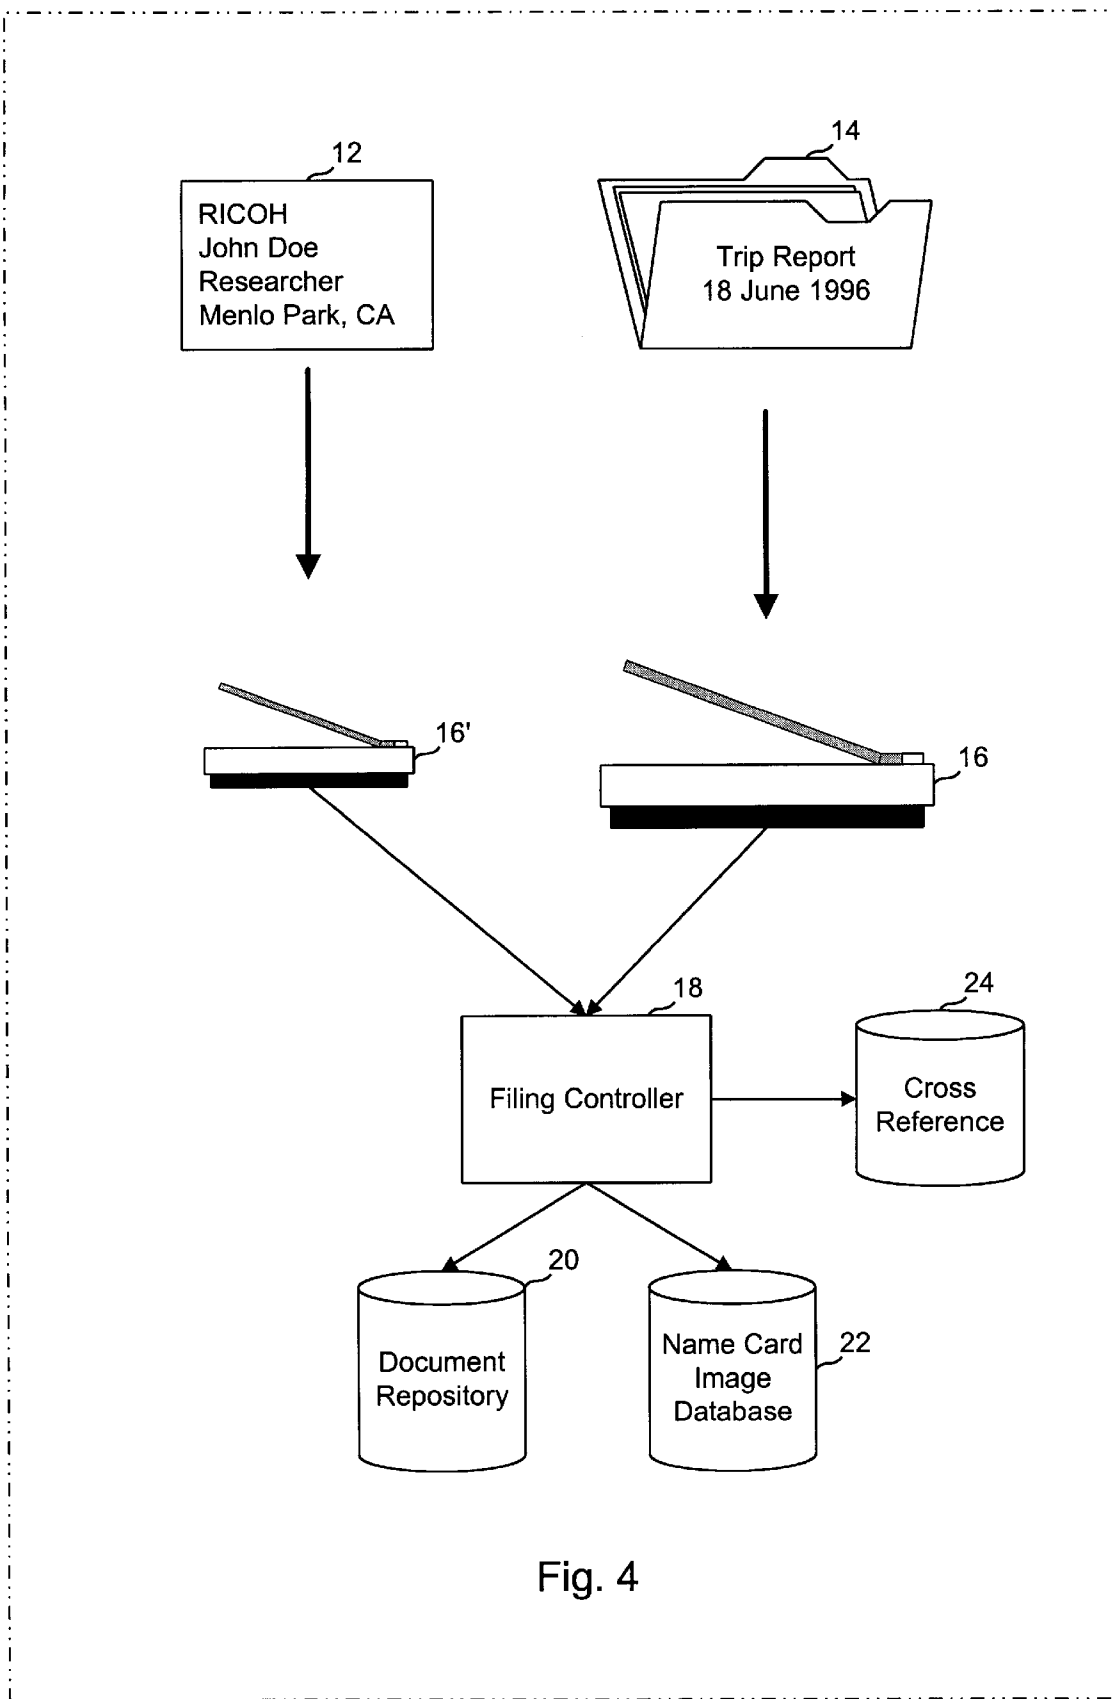 12
RICOH
John Doe
Researcher
Menlo Park, CA
14
Trip Report
18 June 1996
16'
16
18
Filing Controller
24
Cross
Reference
20
Document
Repository
22
Name Card
Image
Database
Fig. 4